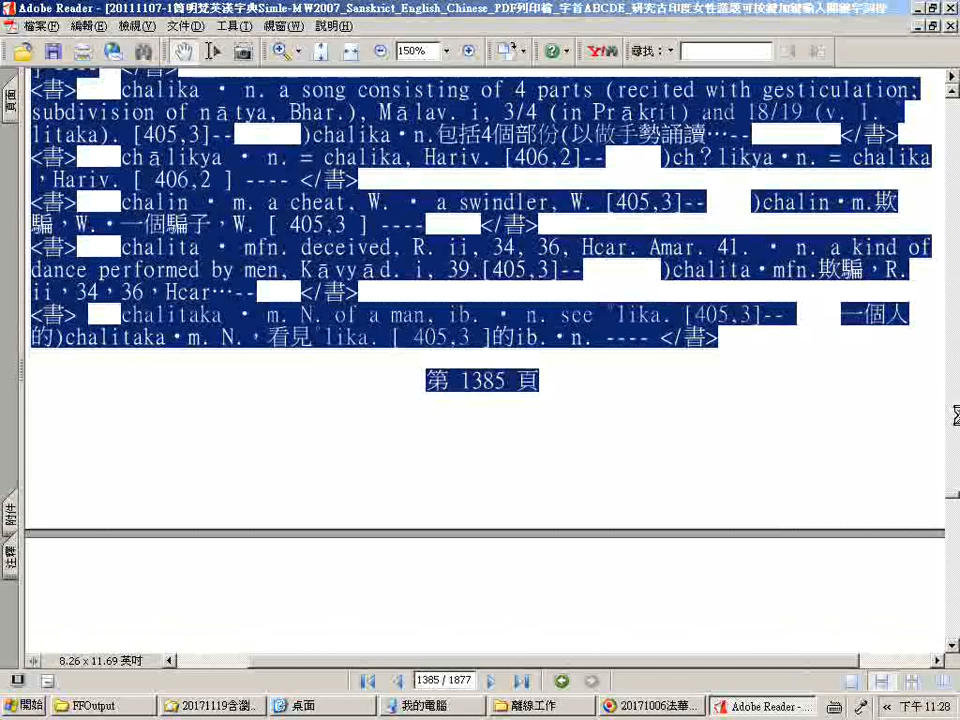 Adobe Reader - [20111107-1簡明梵英漢字典Simle-MW2007_Sanskrict_English_Chinese_PDF列印檔_字首ABCDE_研究古印度女性議題可按熱鍵輸入關鍵字詞搜
檔案(F) 編輯(E) 檢視(V) 文件(D) 工具(T) 視窗(W) 說明(H)
150% 尋找：
頁面
<書> chalika ‧ n. a song consisting of 4 parts (recited with gesticulation;
subdivision of nātya, Bhar.), Mālav. i, 3/4 (in Prākrit) and 18/19 (v. l.
litaka). [405,3]-- )chalika‧n.包括4個部份(以做手勢誦讀…-- </書>
<書> chālikya ‧ n. = chalika, Hariv. [406,2]-- )ch？likya‧n. = chalika
，Hariv. [ 406,2 ] ---- </書>
<書> chalin ‧ m. a cheat, W. ‧ a swindler, W. [405,3]-- )chalin‧m.欺
騙，W.‧一個騙子，W. [ 405,3 ] ---- </書>
<書> chalita ‧ mfn. deceived, R. ii, 34, 36, Hcar. Amar. 41. ‧ n. a kind of
dance performed by men, Kāvyād. i, 39.[405,3]-- )chalita‧mfn.欺騙，R.
ii，34，36，Hcar…-- </書>
<書> chalitaka ‧ m. N. of a man, ib. ‧ n. see °lika. [405,3]-- 一個人
的)chalitaka‧m. N.，看見°lika. [ 405,3 ]的ib.‧n. ---- </書>
第 1385 頁
附件
注釋
8.26 x 11.69 英吋
1385 / 1877
開始 FFOutput 20171119含瀏... 桌面 我的電腦 離線工作 20171006法華... Adobe Reader - [... 下午 11:28